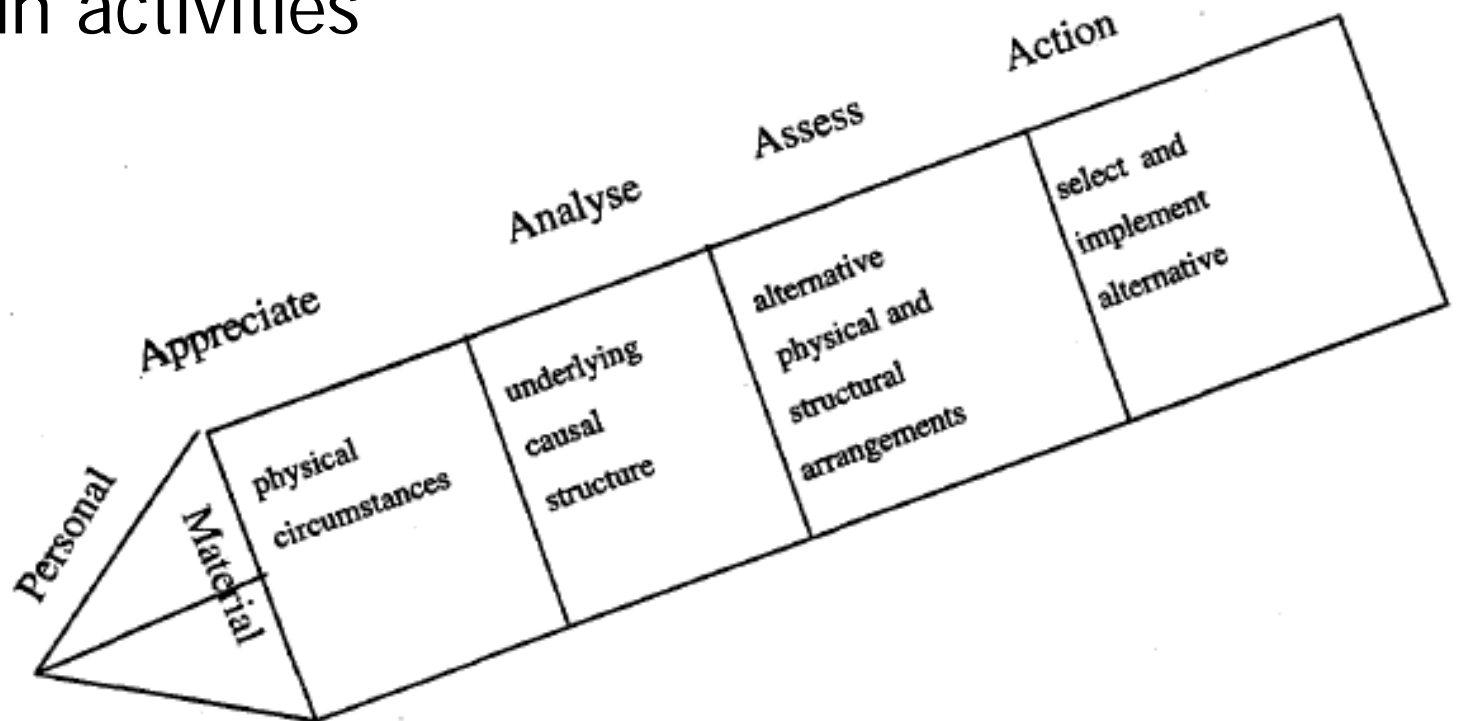 in activities
Action
Assess
Analyse
Appreciate
Personal
Material
physical
circumstances
underlying
causal
structure
alternative
physical and
structural
arrangements
select and
implement
alternative